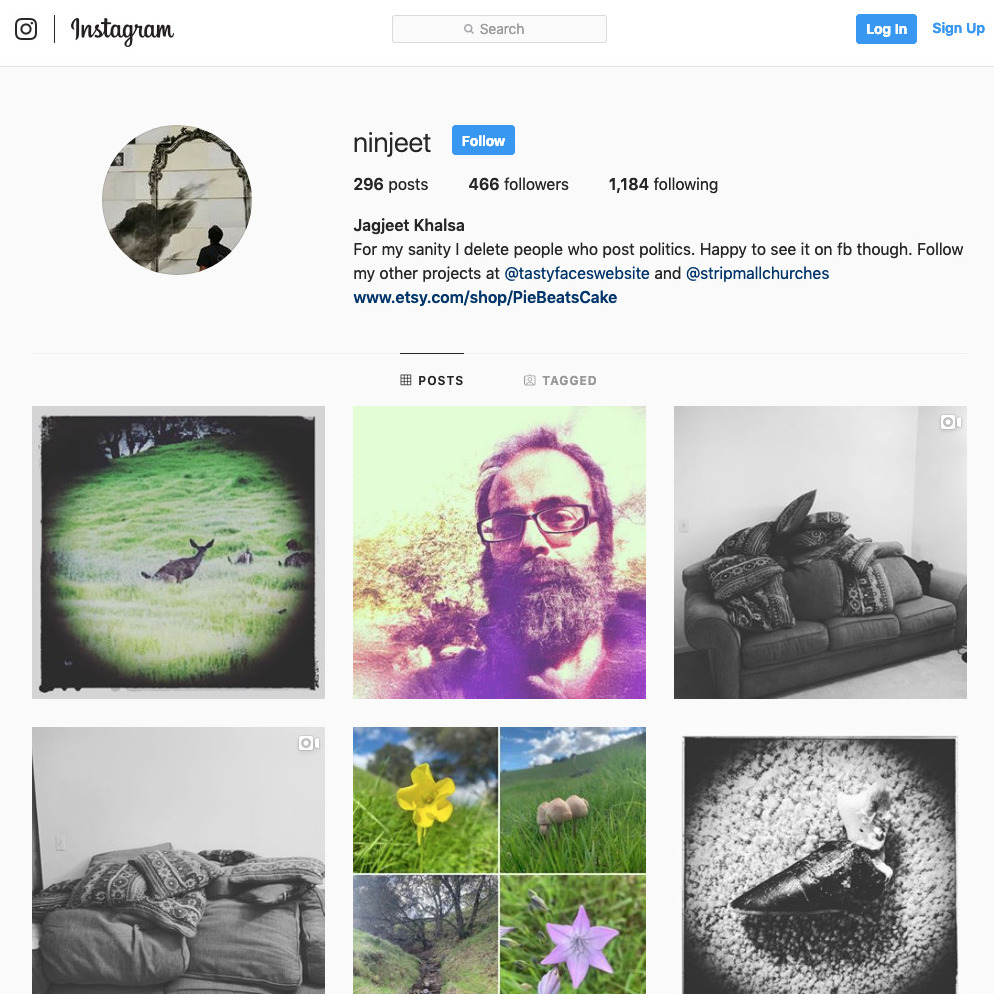 Instagram
Search
Log In
Sign Up
ninjeet
Follow
296 posts
466 followers
1,184 following
Jagjeet Khalsa
For my sanity I delete people who post politics. Happy to see it on fb though. Follow
my other projects at @tastyfaceswebsite and @stripmallchurches
www.etsy.com/shop/PieBeatsCake
POSTS
TAGGED